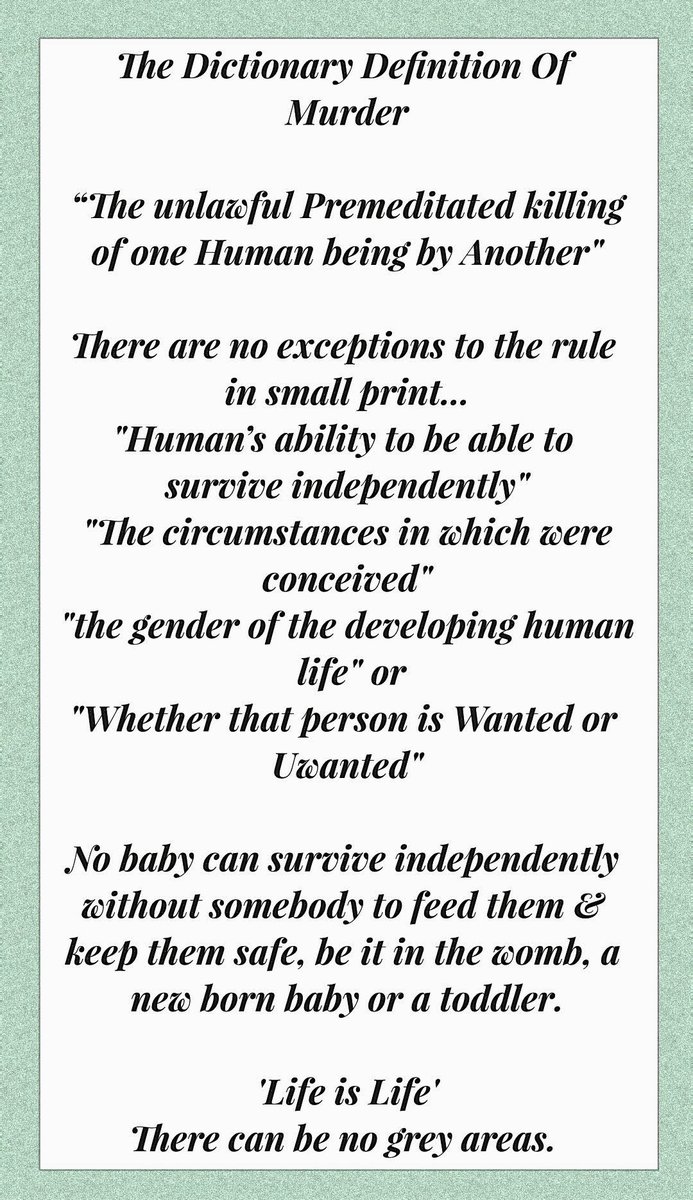 The Dictionary Definition Of
Murder
“The unlawful Premeditated killing
of one Human being by Another"
There are no exceptions to the rule
in small print...
"Human’s ability to be able to
survive independently"
"The circumstances in which were
conceived"
"the gender of the developing human
life" or
"Whether that person is Wanted or
Uwanted"
No baby can survive independently
without somebody to feed them &
keep them safe, be it in the womb, a
new born baby or a toddler.
'Life is Life'
There can be no grey areas.